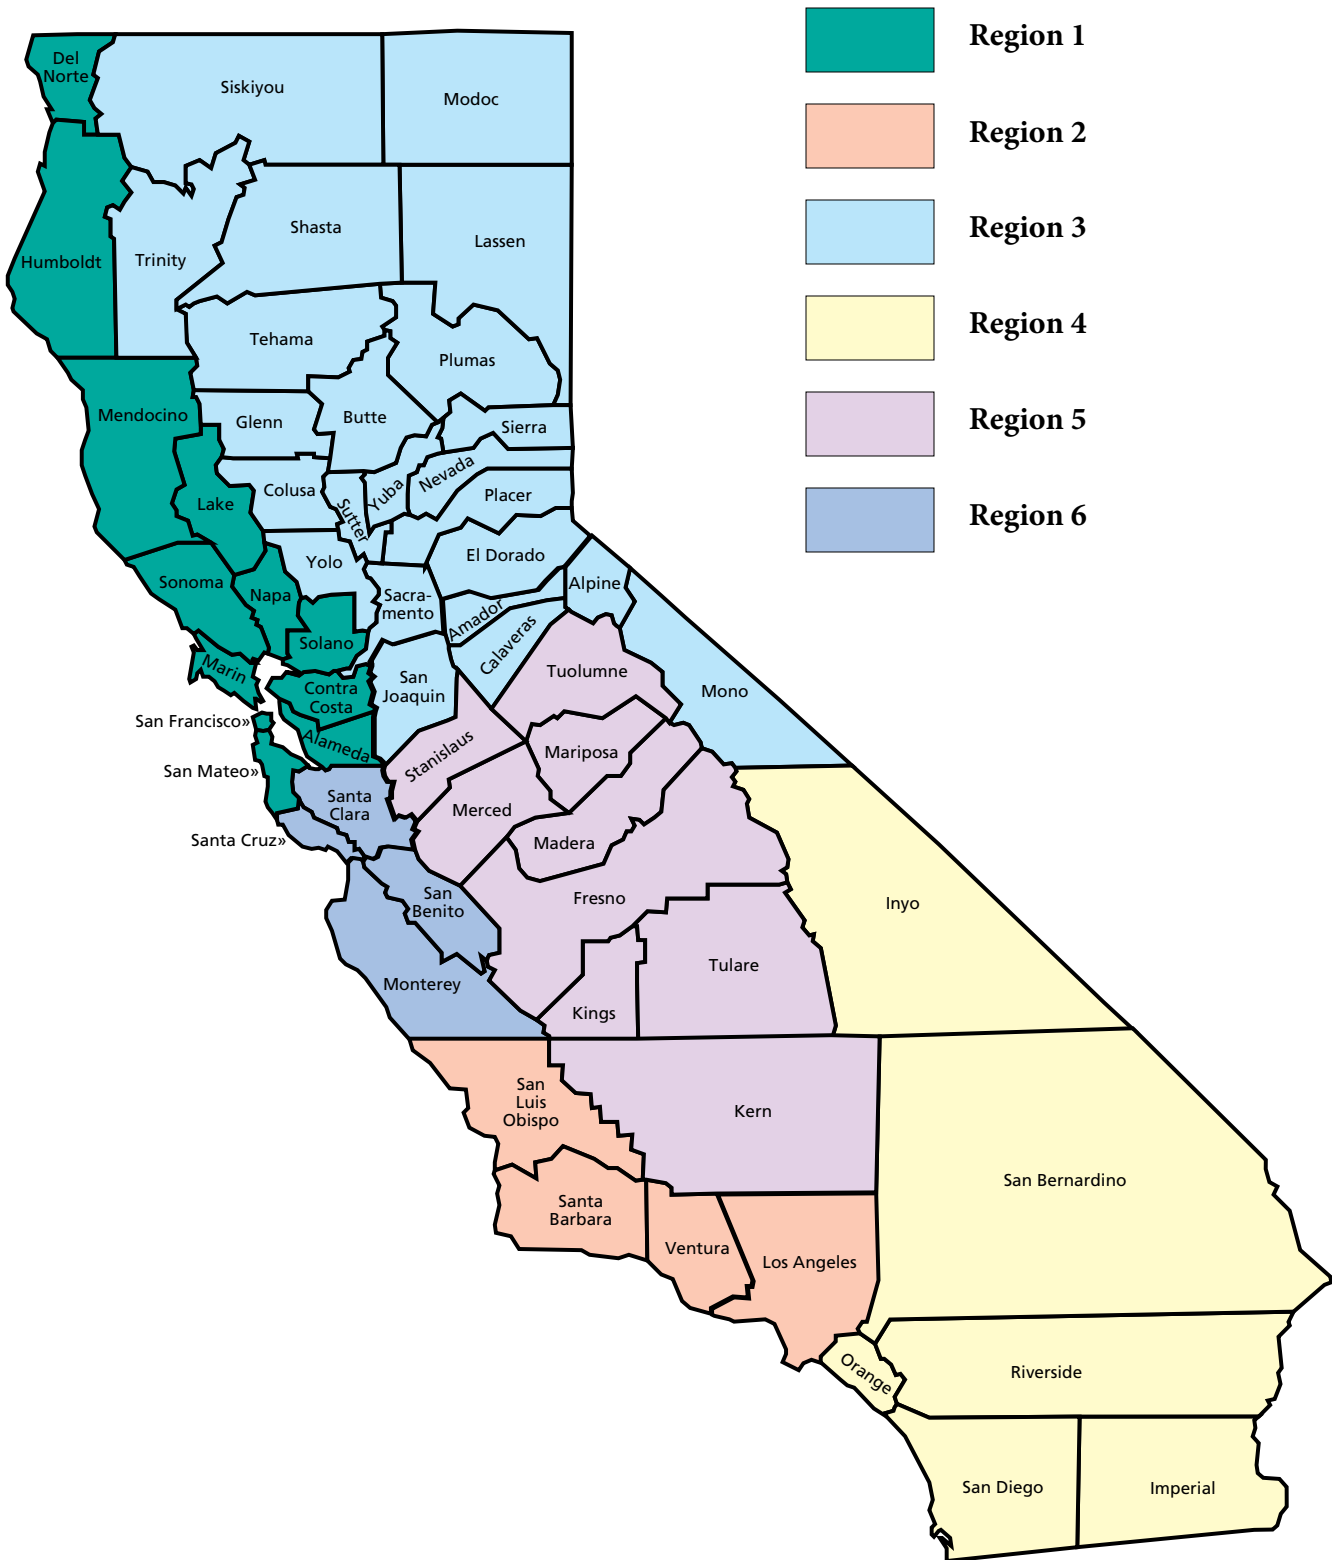 Region 1
Region 2
Region 3
Region 4
Region 5
Region 6
Del
Norte
Siskiyou
Modoc
Humboldt
Trinity
Shasta
Lassen
Tehama
Plumas
Mendocino
Glenn
Butte
Sierra
Lake
Colusa
Sutter
Yuba
Nevada
Placer
Sonoma
Napa
Yolo
El Dorado
Sacra-
mento
Amador
Alpine
Solano
Calaveras
Marin
Contra
Costa
San
Joaquin
Tuolumne
Mono
San Francisco»
Alameda
Stanislaus
Mariposa
San Mateo»
Santa
Clara
Merced
Santa Cruz»
Madera
San
Benito
Fresno
Inyo
Monterey
Kings
Tulare
San
Luis
Obispo
Kern
San Bernardino
Santa
Barbara
Ventura
Los Angeles
Orange
Riverside
San Diego
Imperial